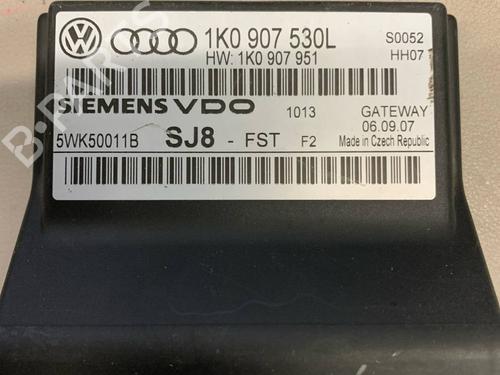 1K0 907 530L S0052
HW: 1K0 907 951 HH07
SIEMENS VDO 1013 GATEWAY
06.09.07
5WK50011B SJ8 - FST F2 Made in Czech Republic
B-PARTS